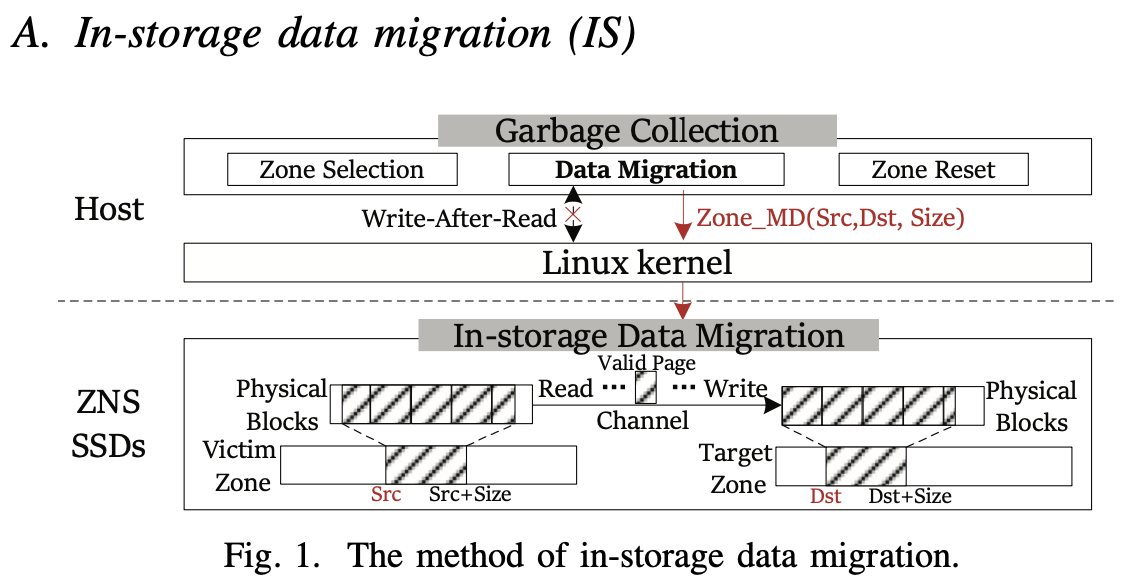 A. In-storage data migration (IS)
Garbage Collection
Zone Selection
Data Migration
Zone Reset
Host
Write-After-Read
Zone_MD(Src,Dst, Size)
Linux kernel
In-storage Data Migration
ZNS
SSDs
Physical
Blocks
Read ··· Valid Page ··· Write
Channel
Physical
Blocks
Victim
Zone
Src
Src+Size
Target
Zone
Dst
Dst+Size
Fig. 1. The method of in-storage data migration.